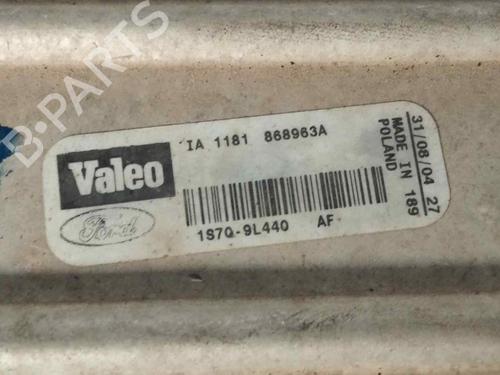 B-PARTS
IA 1181 868963A
Valeo
Ford
1S7Q-9L440 AF
31/08/04 27
MADE IN 189
POLAND